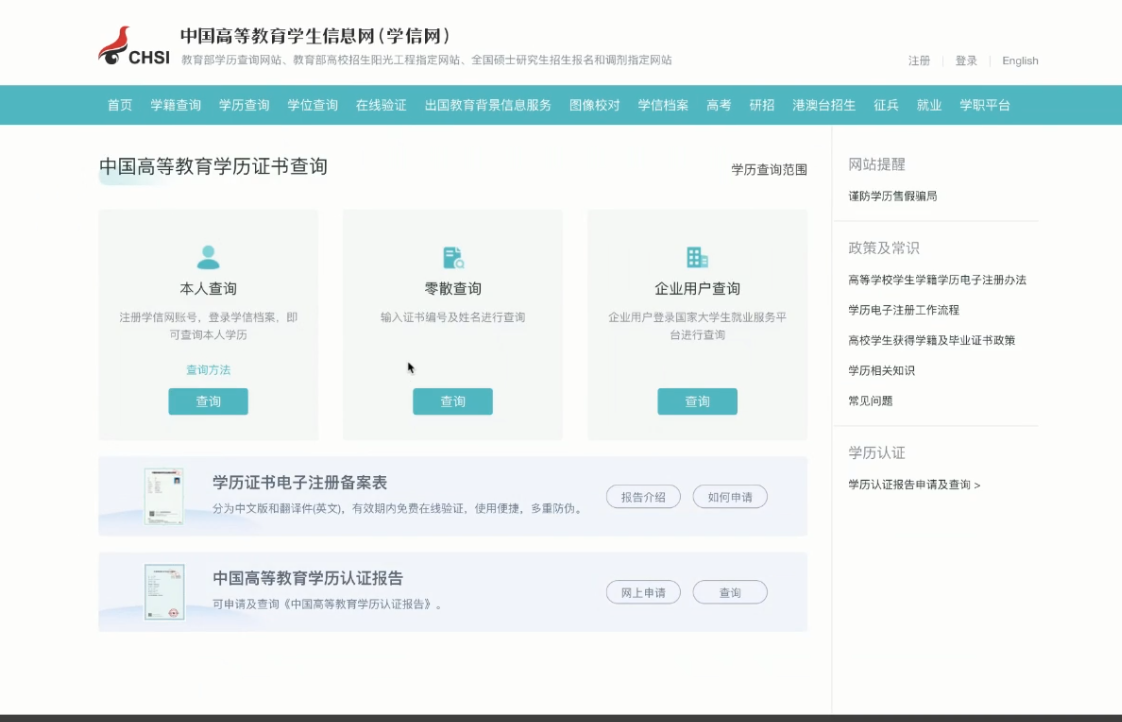 中国高等教育学生信息网(学信网)
CHSI
教育部学历查询网站、教育部高校招生阳光工程指定网站、全国硕士研究生招生报名和调剂指定网站
注册 登录 English
首页 学籍查询 学历查询 学位查询 在线验证 出国教育背景信息服务 图像校对 学信档案 高考 研招 港澳台招生 征兵 就业 学职平台
中国高等教育学历证书查询
学历查询范围
本人查询
注册学信网账号，登录学信档案，即
可查询本人学历
查询方法
查询
零散查询
输入证书编号及姓名进行查询
查询
企业用户查询
企业用户登录国家大学生就业服务平
台进行查询
查询
学历证书电子注册备案表
分为中文版和翻译件(英文)，有效期内免费在线验证，使用便捷，多重防伪。
报告介绍 如何申请
中国高等教育学历认证报告
可申请及查询《中国高等教育学历认证报告》。
网上申请 查询
网站提醒
谨防学历售假骗局
政策及常识
高等学校学生学籍学历电子注册办法
学历电子注册工作流程
高校学生获得学籍及毕业证书政策
学历相关知识
常见问题
学历认证
学历认证报告申请及查询 >